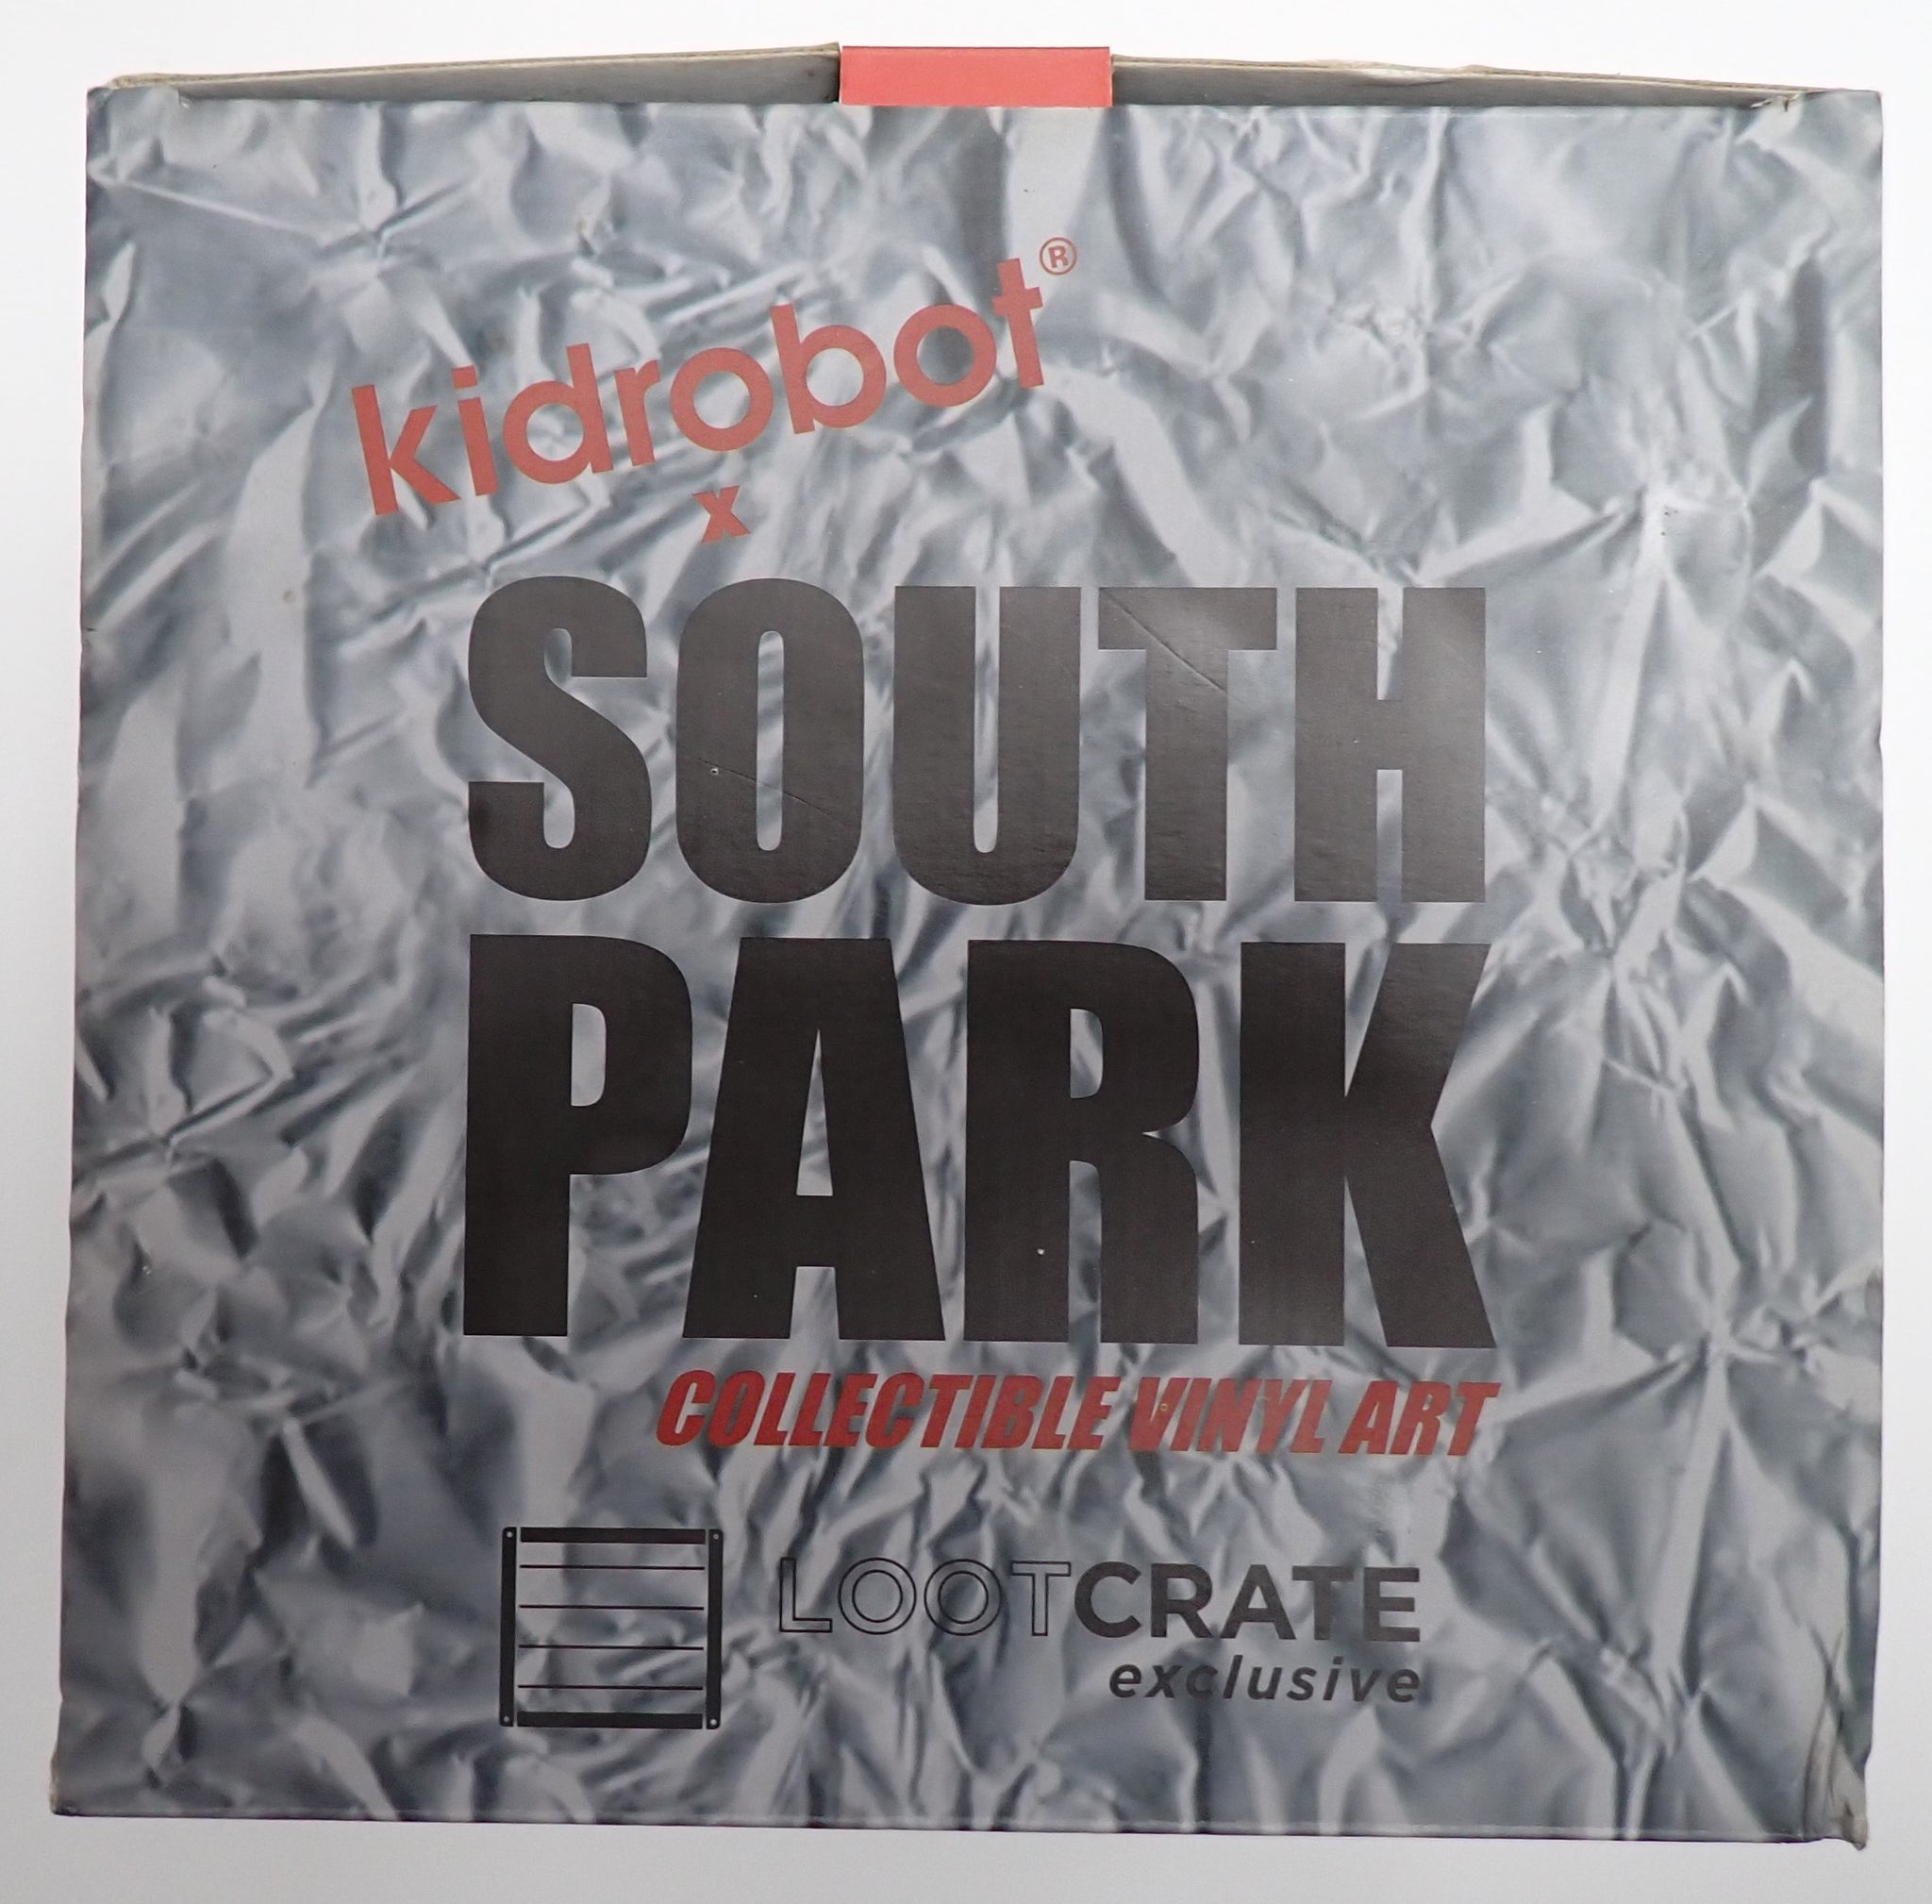 kidrobot®
x
SOUTH
PARK
COLLECTIBLE VINYL ART
LOOTCRATE
exclusive